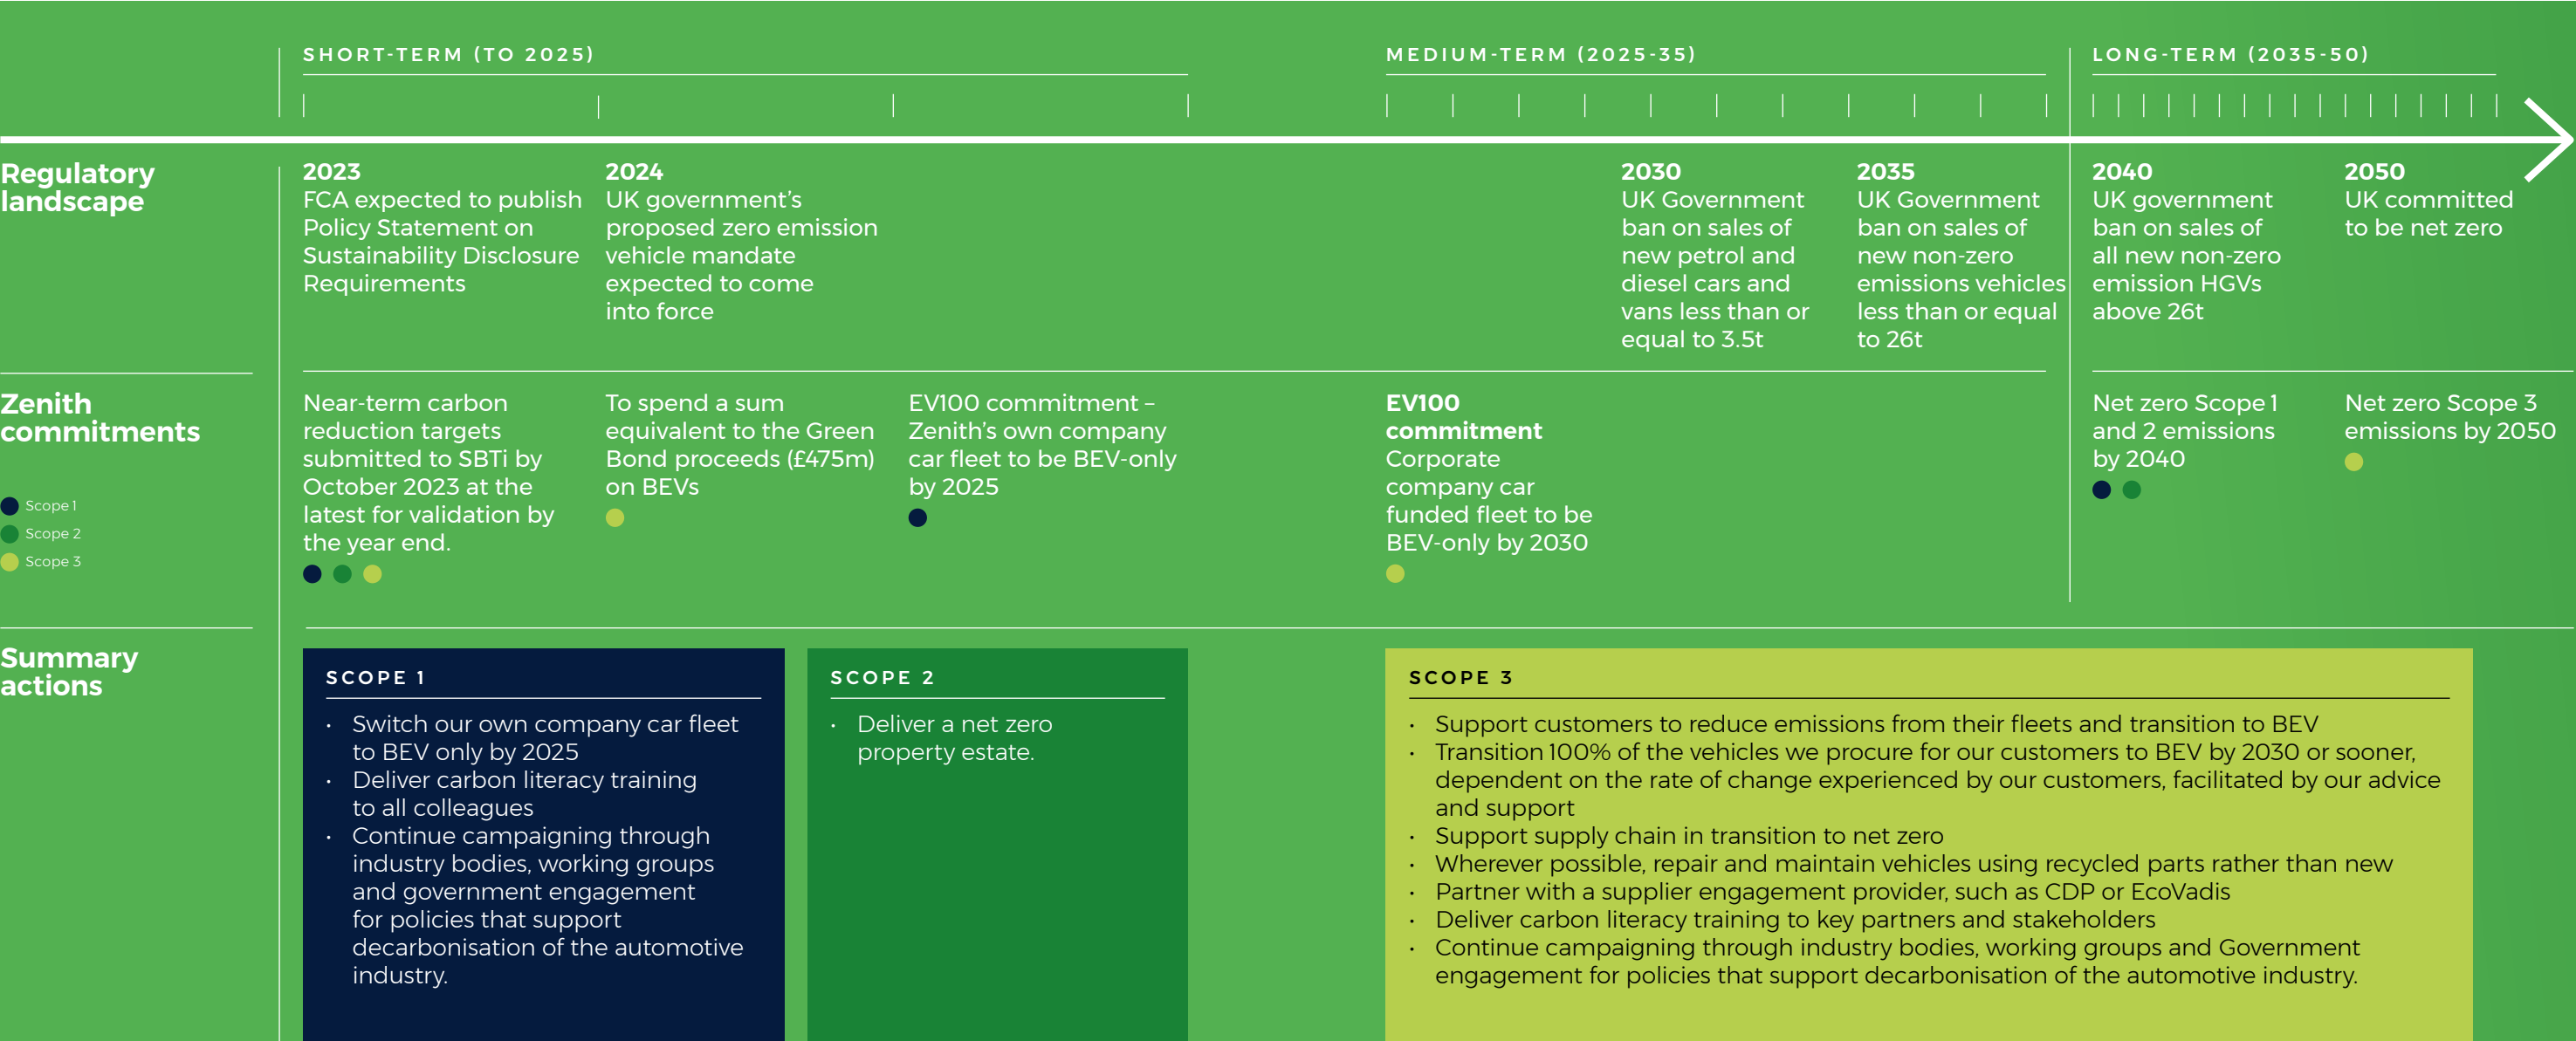 SHORT-TERM (TO 2025)
MEDIUM-TERM (2025-35)
LONG-TERM (2035-50)
Regulatory
landscape
2023
FCA expected to publish
Policy Statement on
Sustainability Disclosure
Requirements
2024
UK government’s
proposed zero emission
vehicle mandate
expected to come
into force
2030
UK Government
ban on sales of
new petrol and
diesel cars and
vans less than or
equal to 3.5t
2035
UK Government
ban on sales of
new non-zero
emissions vehicles
less than or equal
to 26t
2040
UK government
ban on sales of
all new non-zero
emission HGVs
above 26t
2050
UK committed
to be net zero
Zenith
commitments
Scope 1
Scope 2
Scope 3
Near-term carbon
reduction targets
submitted to SBTi by
October 2023 at the
latest for validation by
the year end.
To spend a sum
equivalent to the Green
Bond proceeds (£475m)
on BEVs
EV100 commitment –
Zenith’s own company
car fleet to be BEV-only
by 2025
EV100
commitment
Corporate
company car
funded fleet to be
BEV-only by 2030
Net zero Scope 1
and 2 emissions
by 2040
Net zero Scope 3
emissions by 2050
Summary
actions
SCOPE 1
• Switch our own company car fleet
to BEV only by 2025
• Deliver carbon literacy training
to all colleagues
• Continue campaigning through
industry bodies, working groups
and government engagement
for policies that support
decarbonisation of the automotive
industry.
SCOPE 2
• Deliver a net zero
property estate.
SCOPE 3
• Support customers to reduce emissions from their fleets and transition to BEV
• Transition 100% of the vehicles we procure for our customers to BEV by 2030 or sooner,
dependent on the rate of change experienced by our customers, facilitated by our advice
and support
• Support supply chain in transition to net zero
• Wherever possible, repair and maintain vehicles using recycled parts rather than new
• Partner with a supplier engagement provider, such as CDP or EcoVadis
• Deliver carbon literacy training to key partners and stakeholders
• Continue campaigning through industry bodies, working groups and Government
engagement for policies that support decarbonisation of the automotive industry.